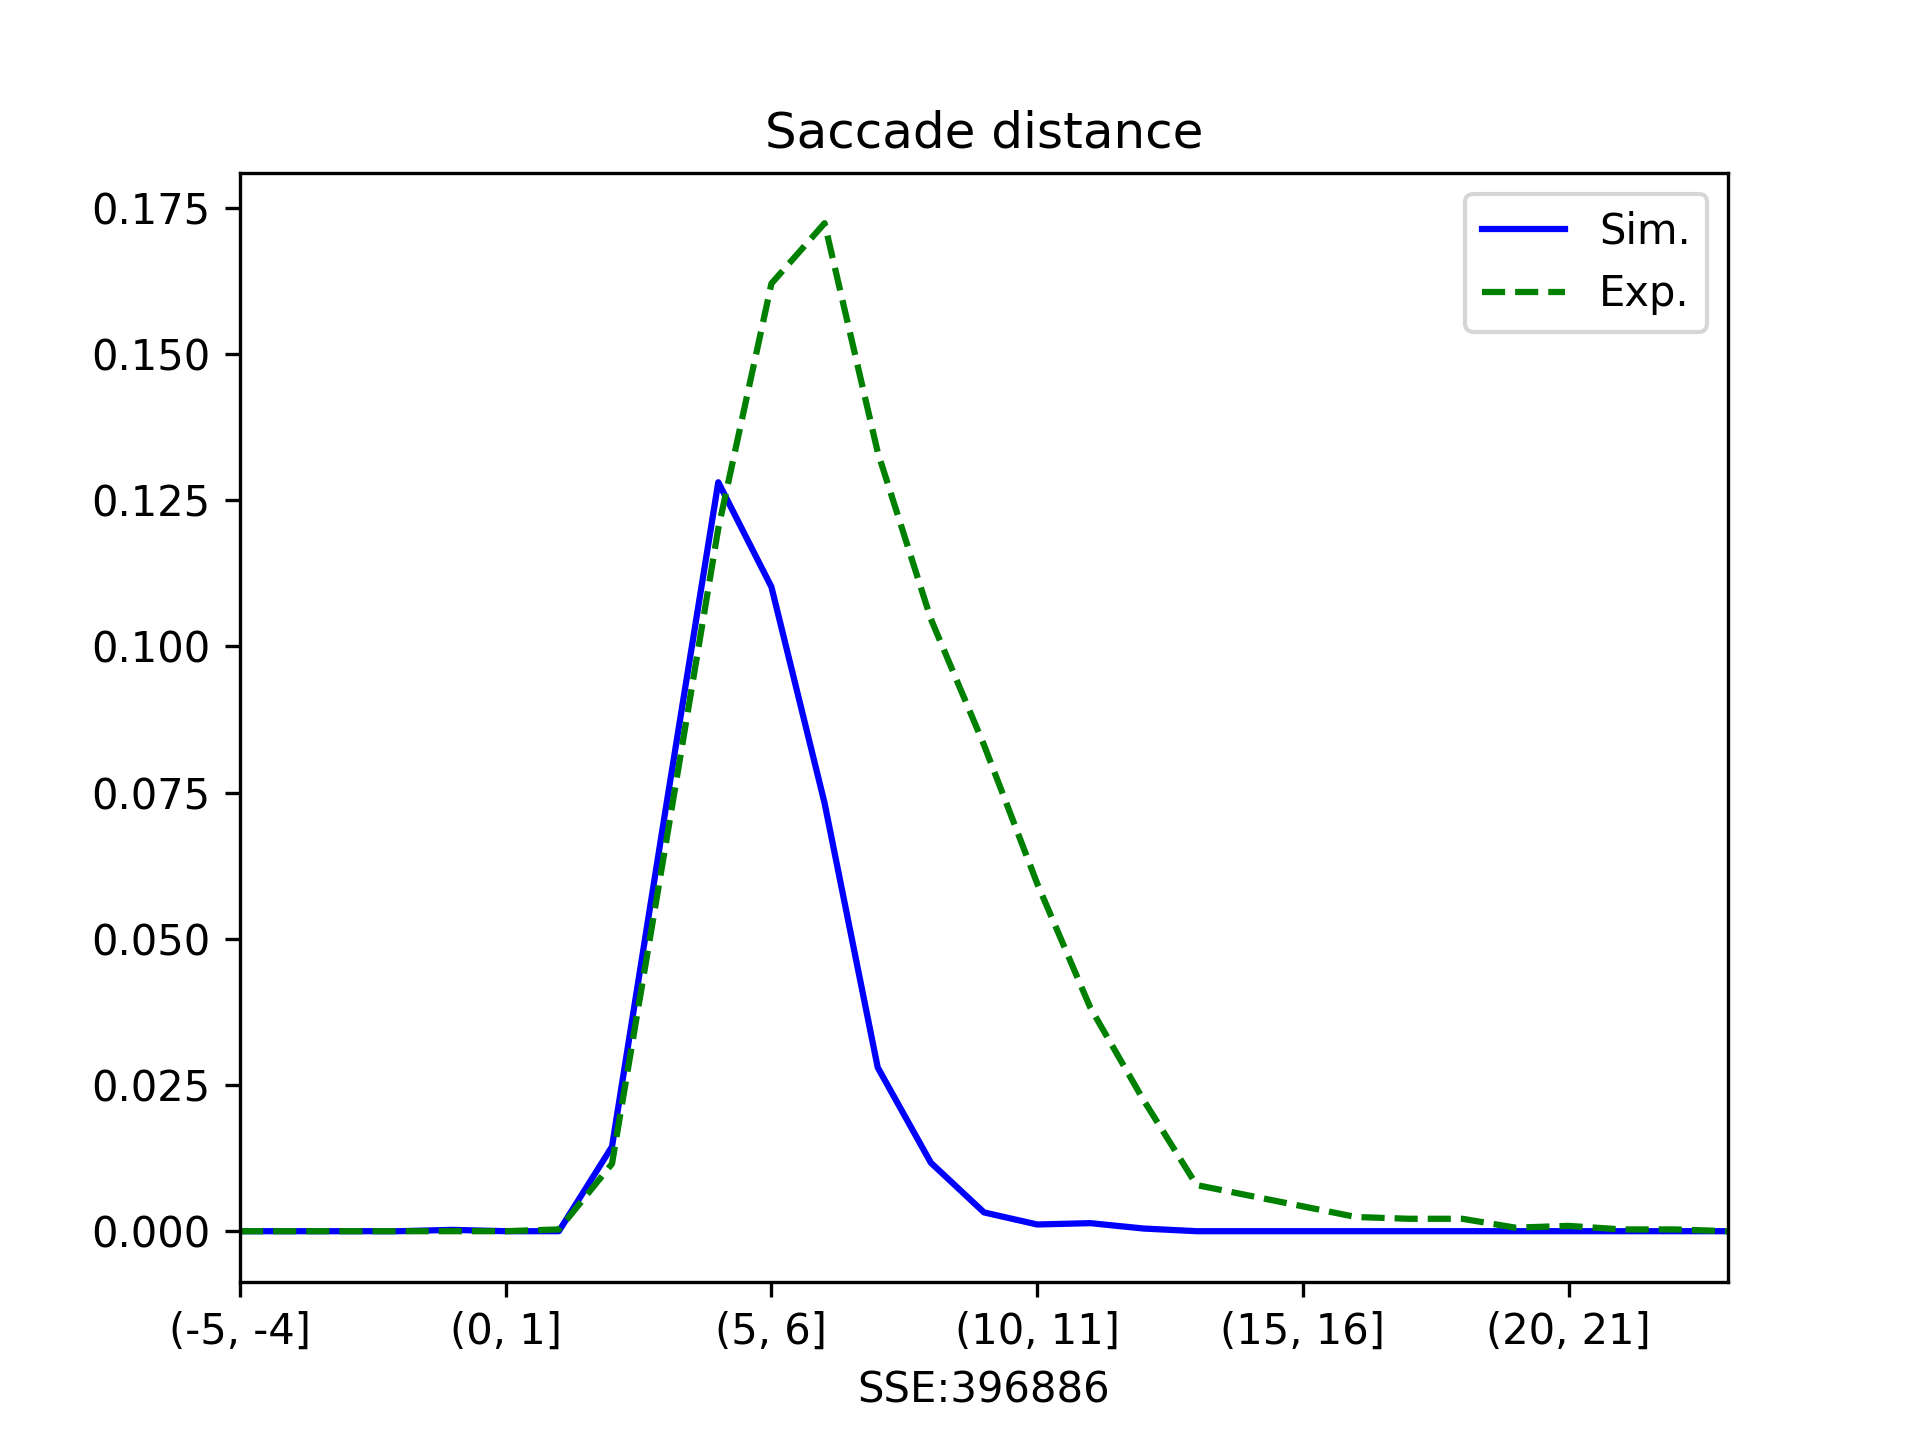 Saccade distance
0.175
0.150
0.125
0.100
0.075
0.050
0.025
0.000
Sim.
Exp.
(-5, -4] (0, 1] (5, 6] (10, 11] (15, 16] (20, 21]
SSE:396886